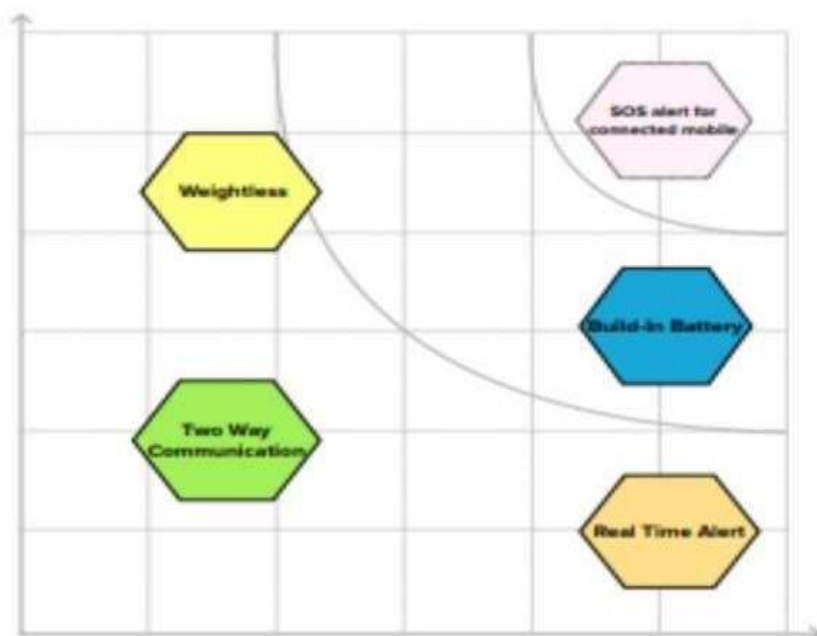 SOS alert for
connected mobile
Weightless
Build-in Battery
Two Way
Communication
Real Time Alert